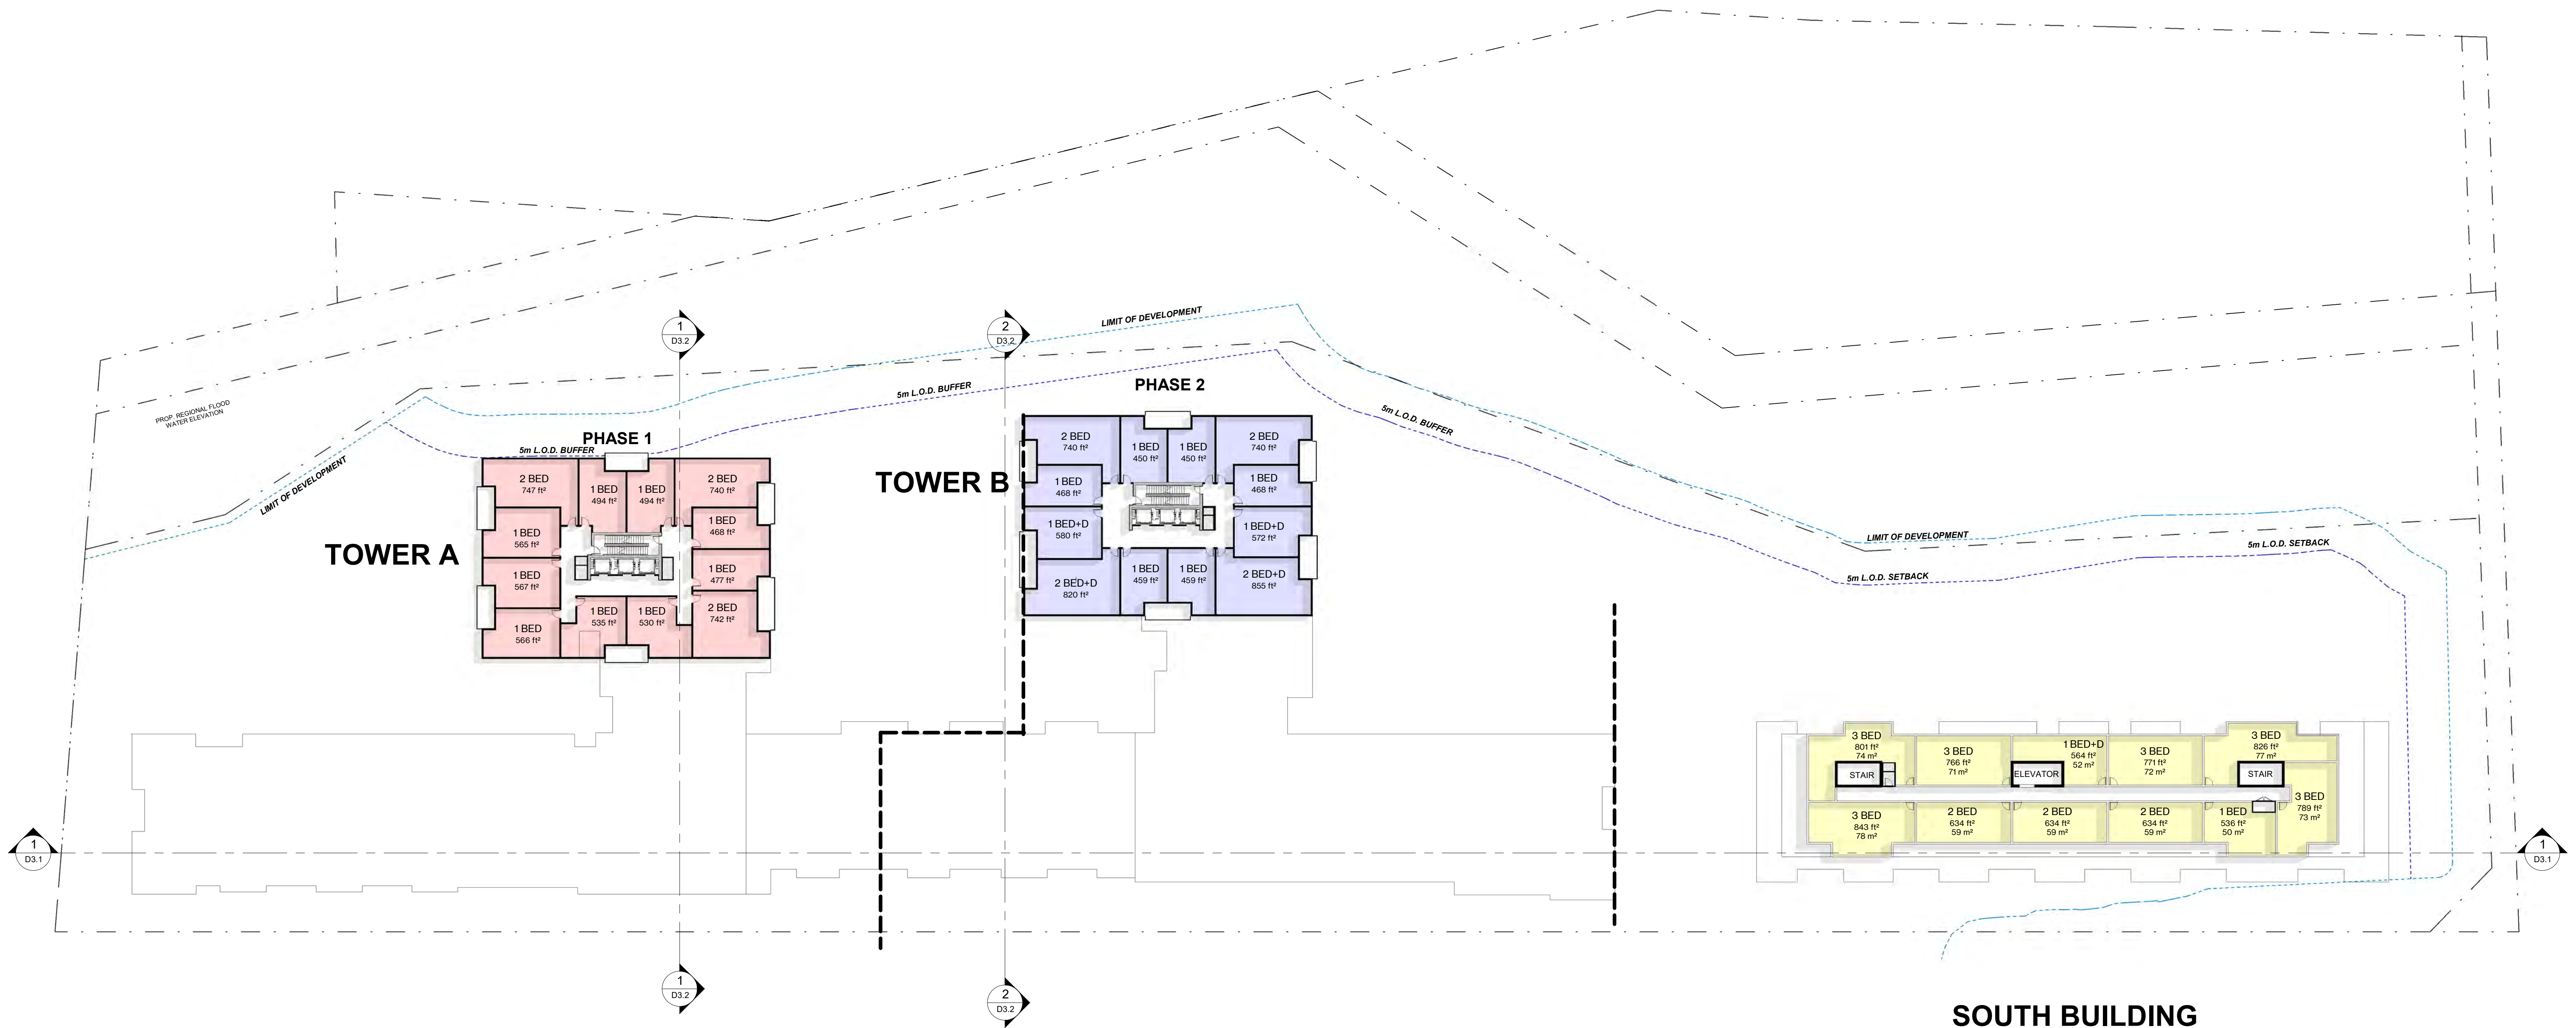 PROP. REGIONAL FLOOD
WATER ELEVATION
LIMIT OF DEVELOPMENT
1
D3.2
2
D3.2
LIMIT OF DEVELOPMENT
5m L.O.D. BUFFER
PHASE 1
5m L.O.D. BUFFER
TOWER A
2 BED
747 ft²
1 BED
494 ft²
1 BED
494 ft²
2 BED
740 ft²
1 BED
565 ft²
1 BED
468 ft²
1 BED
567 ft²
1 BED
477 ft²
1 BED
566 ft²
1 BED
535 ft²
1 BED
530 ft²
2 BED
742 ft²
PHASE 2
TOWER B
2 BED
740 ft²
1 BED
450 ft²
1 BED
450 ft²
2 BED
740 ft²
1 BED
468 ft²
1 BED
468 ft²
1 BED+D
580 ft²
1 BED+D
572 ft²
2 BED+D
820 ft²
1 BED
459 ft²
1 BED
459 ft²
2 BED+D
855 ft²
5m L.O.D. BUFFER
LIMIT OF DEVELOPMENT
5m L.O.D. SETBACK
5m L.O.D. SETBACK
3 BED
801 ft²
74 m²
STAIR
3 BED
766 ft²
71 m²
1 BED+D
564 ft²
52 m²
ELEVATOR
3 BED
771 ft²
72 m²
3 BED
826 ft²
77 m²
STAIR
3 BED
789 ft²
73 m²
3 BED
843 ft²
78 m²
2 BED
634 ft²
59 m²
2 BED
634 ft²
59 m²
2 BED
634 ft²
59 m²
1 BED
536 ft²
50 m²
1
D3.1
1
D3.1
1
D3.2
2
D3.2
SOUTH BUILDING